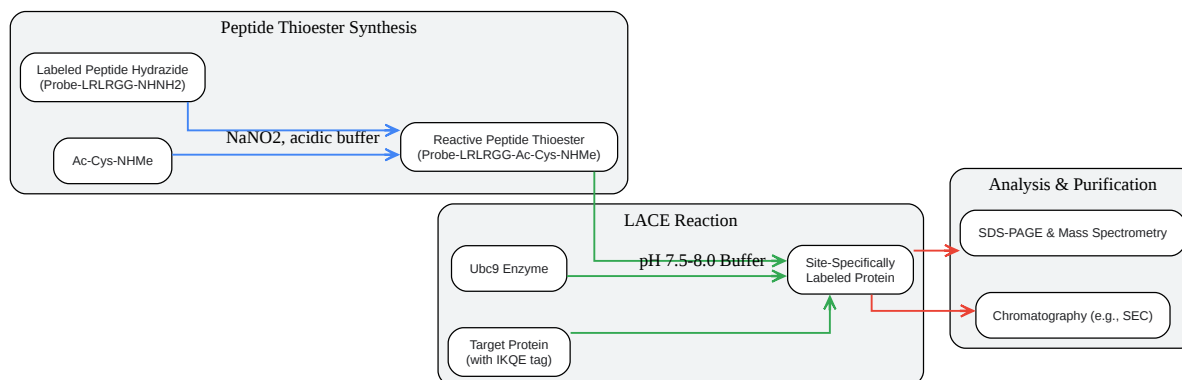 Peptide Thioester Synthesis
Labeled Peptide Hydrazide
(Probe-LRLRGG-NHNH2)
NaNO2, acidic buffer
Ac-Cys-NHMe
Reactive Peptide Thioester
(Probe-LRLRGG-Ac-Cys-NHMe)
LACE Reaction
Ubc9 Enzyme
pH 7.5-8.0 Buffer
Site-Specifically
Labeled Protein
Target Protein
(with IKQE tag)
Analysis & Purification
SDS-PAGE & Mass Spectrometry
Chromatography (e.g., SEC)